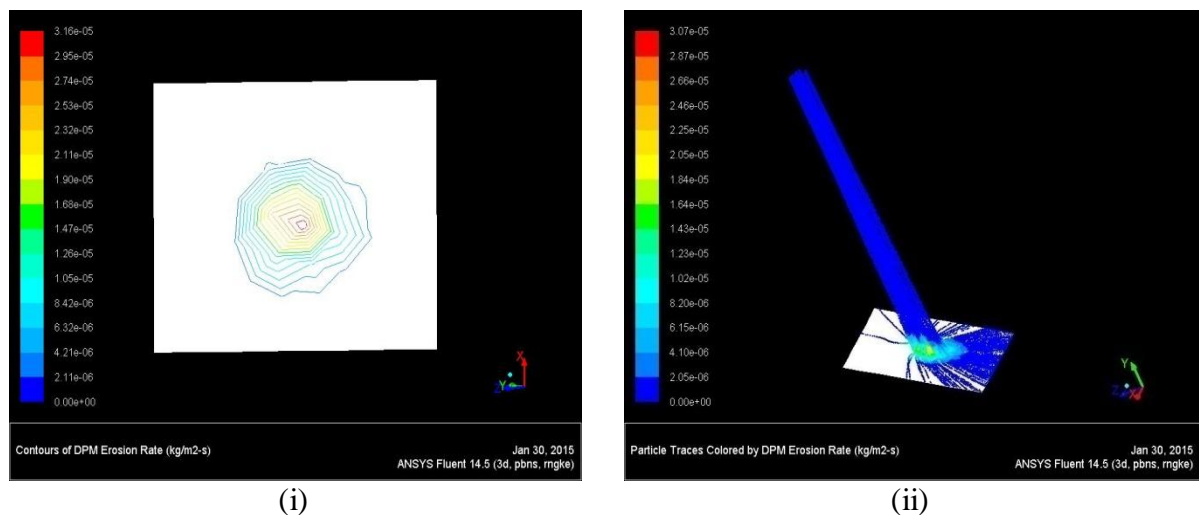 3.16e-05
2.95e-05
2.74e-05
2.53e-05
2.32e-05
2.11e-05
1.90e-05
1.68e-05
1.47e-05
1.26e-05
1.05e-05
8.42e-06
6.32e-06
4.21e-06
2.11e-06
0.00e+00
X
Y
Z
Contours of DPM Erosion Rate (kg/m2-s)
Jan 30, 2015
ANSYS Fluent 14.5 (3d, pbns, rngke)
(i)
3.07e-05
2.87e-05
2.66e-05
2.46e-05
2.25e-05
2.05e-05
1.84e-05
1.64e-05
1.43e-05
1.23e-05
1.02e-05
8.20e-06
6.15e-06
4.10e-06
2.05e-06
0.00e+00
Y
Z
X
Particle Traces Colored by DPM Erosion Rate (kg/m2-s)
Jan 30, 2015
ANSYS Fluent 14.5 (3d, pbns, rngke)
(ii)